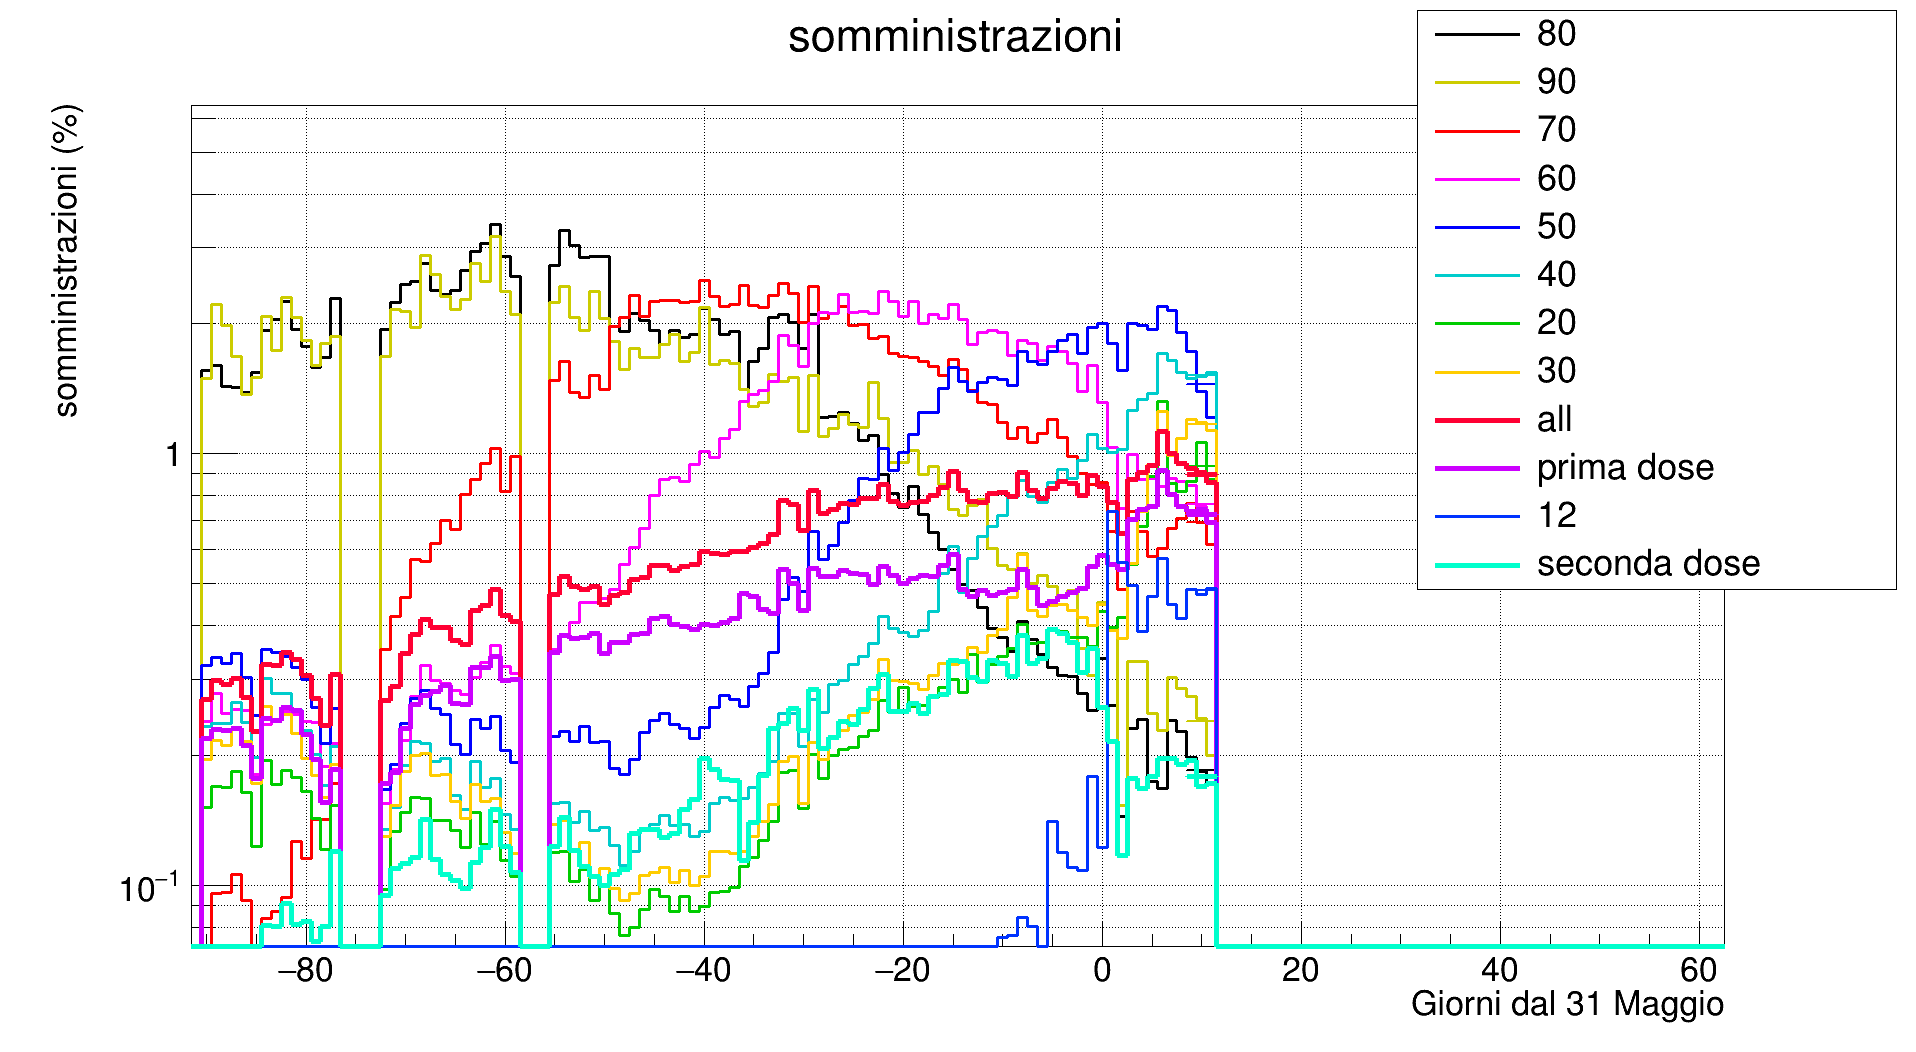 somministrazioni
somministrazioni (%)
80
90
70
60
50
40
20
30
all
prima dose
12
seconda dose
1
10⁻¹
−80 −60 −40 −20 0 20 40 60
Giorni dal 31 Maggio